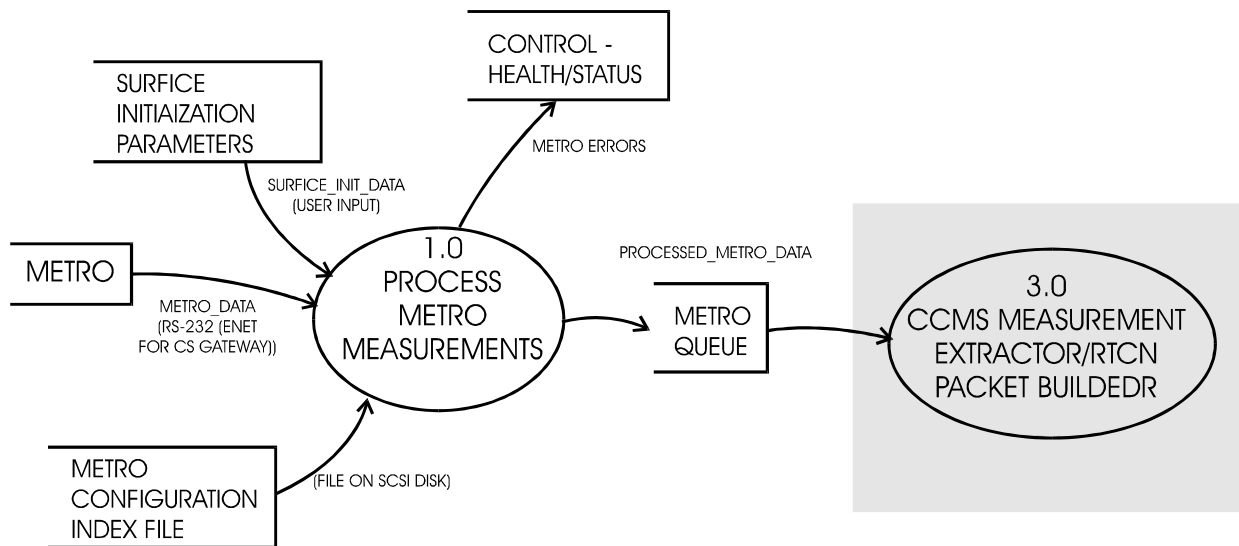 CONTROL -
HEALTH/STATUS
SURFICE
INITIAIZATION
PARAMETERS
METRO ERRORS
SURFICE_INIT_DATA
(USER INPUT)
METRO
METRO_DATA
(RS-232 (ENET
FOR CS GATEWAY))
1.0
PROCESS
METRO
MEASUREMENTS
PROCESSED_METRO_DATA
METRO
QUEUE
3.0
CCMS MEASUREMENT
EXTRACTOR/RTCN
PACKET BUILDEDR
METRO
CONFIGURATION
INDEX FILE
(FILE ON SCSI DISK)